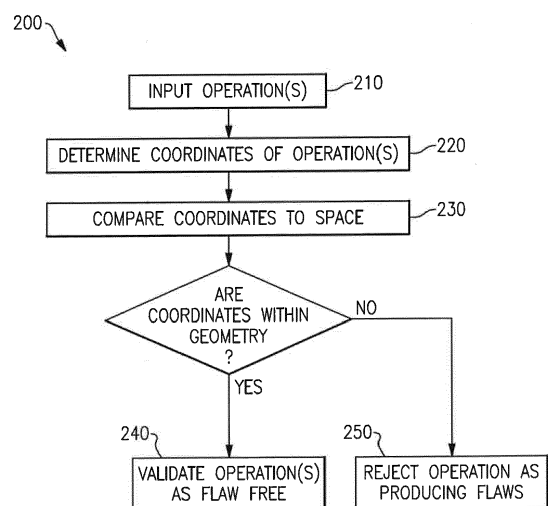 200
INPUT OPERATION(S)
210
DETERMINE COORDINATES OF OPERATION(S)
220
COMPARE COORDINATES TO SPACE
230
ARE
COORDINATES WITHIN
GEOMETRY
?
NO
YES
240
VALIDATE OPERATION(S)
AS FLAW FREE
250
REJECT OPERATION AS
PRODUCING FLAWS